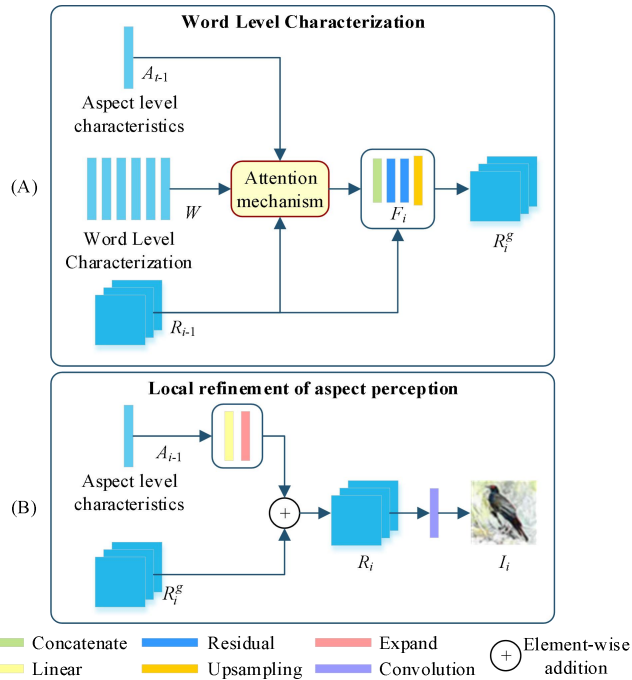 Word Level Characterization
A_{t-1}
Aspect level
characteristics
(A)
Attention
mechanism
W
F_i
Word Level
Characterization
R_i^g
R_{i-1}
Local refinement of aspect perception
A_{i-1}
Aspect level
characteristics
(B)
+
R_i^g
R_i
I_i
Concatenate Residual Expand
Linear Upsampling Convolution
+ Element-wise
addition